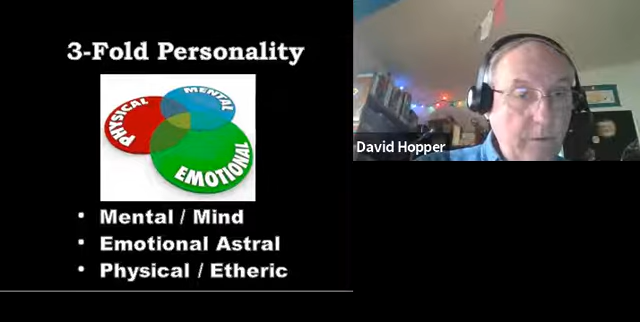 3-Fold Personality
PHYSICAL
MENTAL
EMOTIONAL
• Mental / Mind
• Emotional Astral
• Physical / Etheric
David Hopper